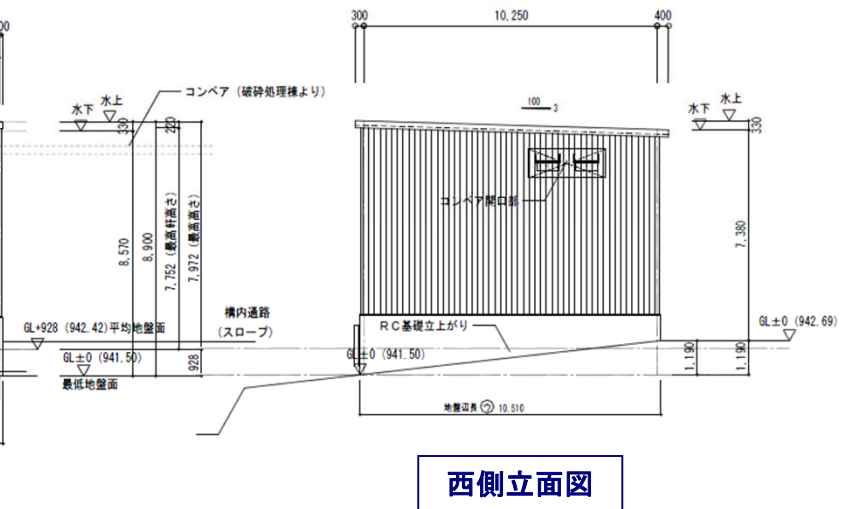 00
300
10,250
400
コンベア（破砕処理棟より）
水下
水上
330
220
100
3
水下
水上
330
コンベア開口部
8,570
8,900
7,752（最高軒高さ）
7,972（最高高さ）
7,380
構内通路
（スロープ）
ＲＣ基礎立上がり
GL+928 (942.42)平均地盤面
GL±0 (942.69)
GL±0 (941.50)
最低地盤面
928
GL±0 (941.50)
1,190
1,190
地盤辺長 ㋒ 10.510
西側立面図